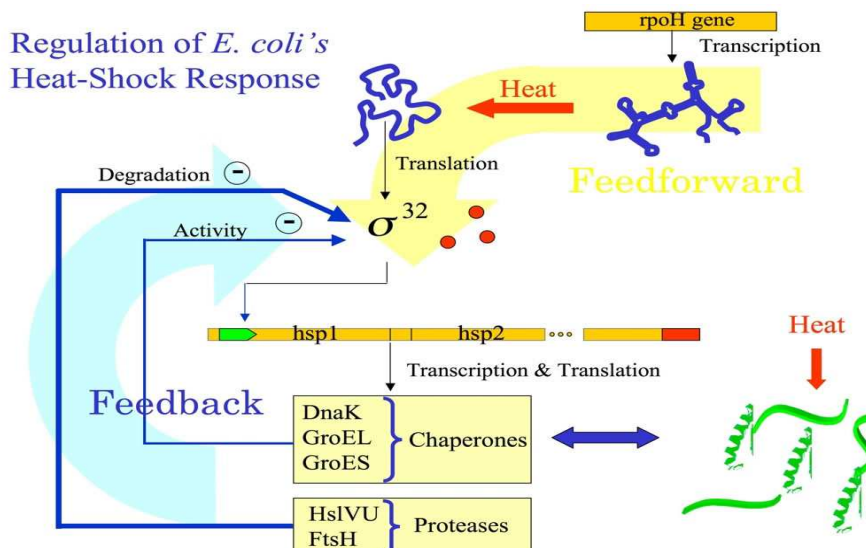 Regulation of E. coli's
Heat-Shock Response
rpoH gene
Transcription
Heat
Translation
Feedforward
Degradation
−
Activity
−
σ 32
hsp1
hsp2
Heat
Transcription & Translation
Feedback
DnaK
GroEL
GroES
Chaperones
HslVU
FtsH
Proteases